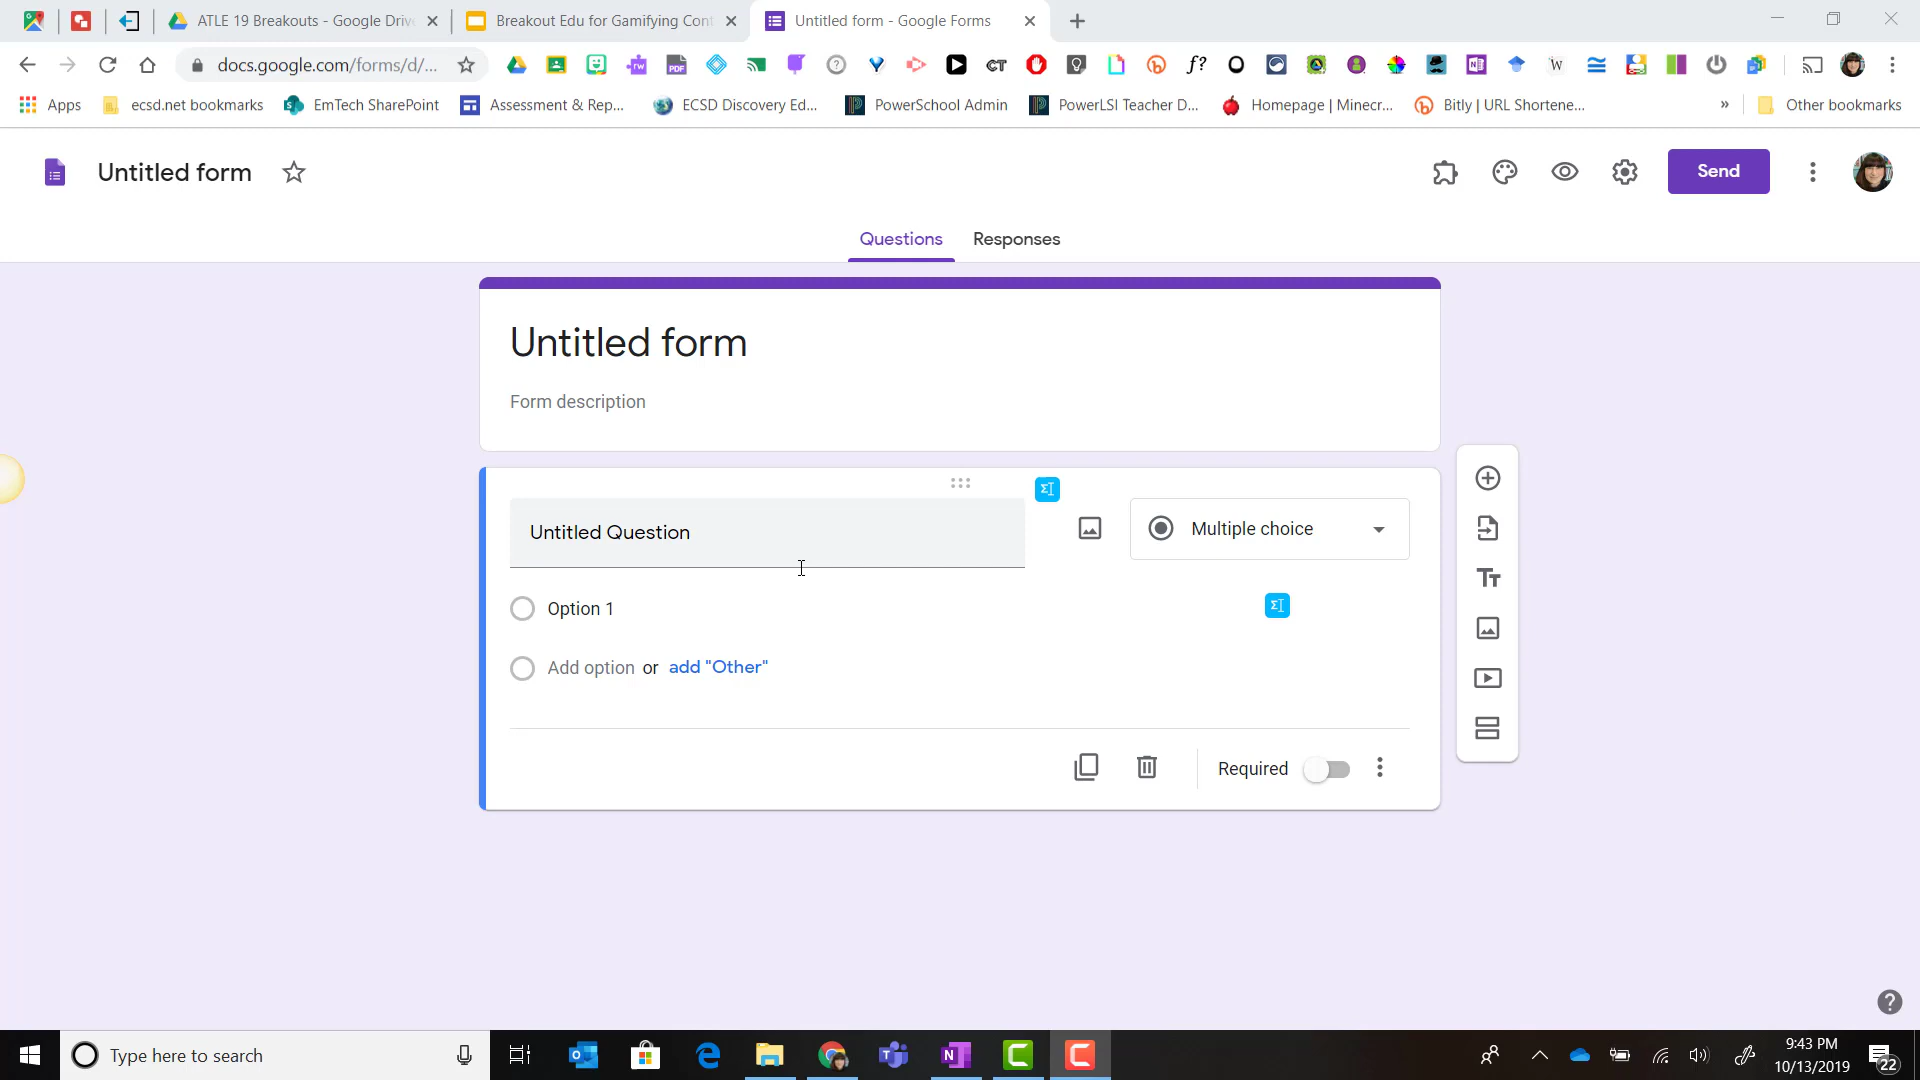 ATLE 19 Breakouts - Google Driv
Breakout Edu for Gamifying Cont
Untitled form - Google Forms
docs.google.com/forms/d/...
rw
PDF
CT
f?
W
Apps
ecsd.net bookmarks
EmTech SharePoint
Assessment & Rep...
ECSD Discovery Ed...
PowerSchool Admin
PowerLSI Teacher D...
Homepage | Minecr...
Bitly | URL Shortene...
»
Other bookmarks
Untitled form
Send
Questions
Responses
Untitled form
Form description
Untitled Question
Multiple choice
Option 1
Add option or add "Other"
Required
Type here to search
9:43 PM
10/13/2019
22